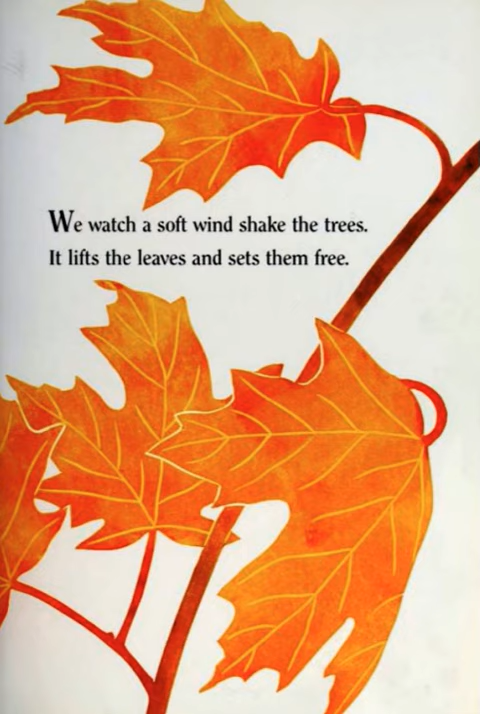 We watch a soft wind shake the trees.
It lifts the leaves and sets them free.